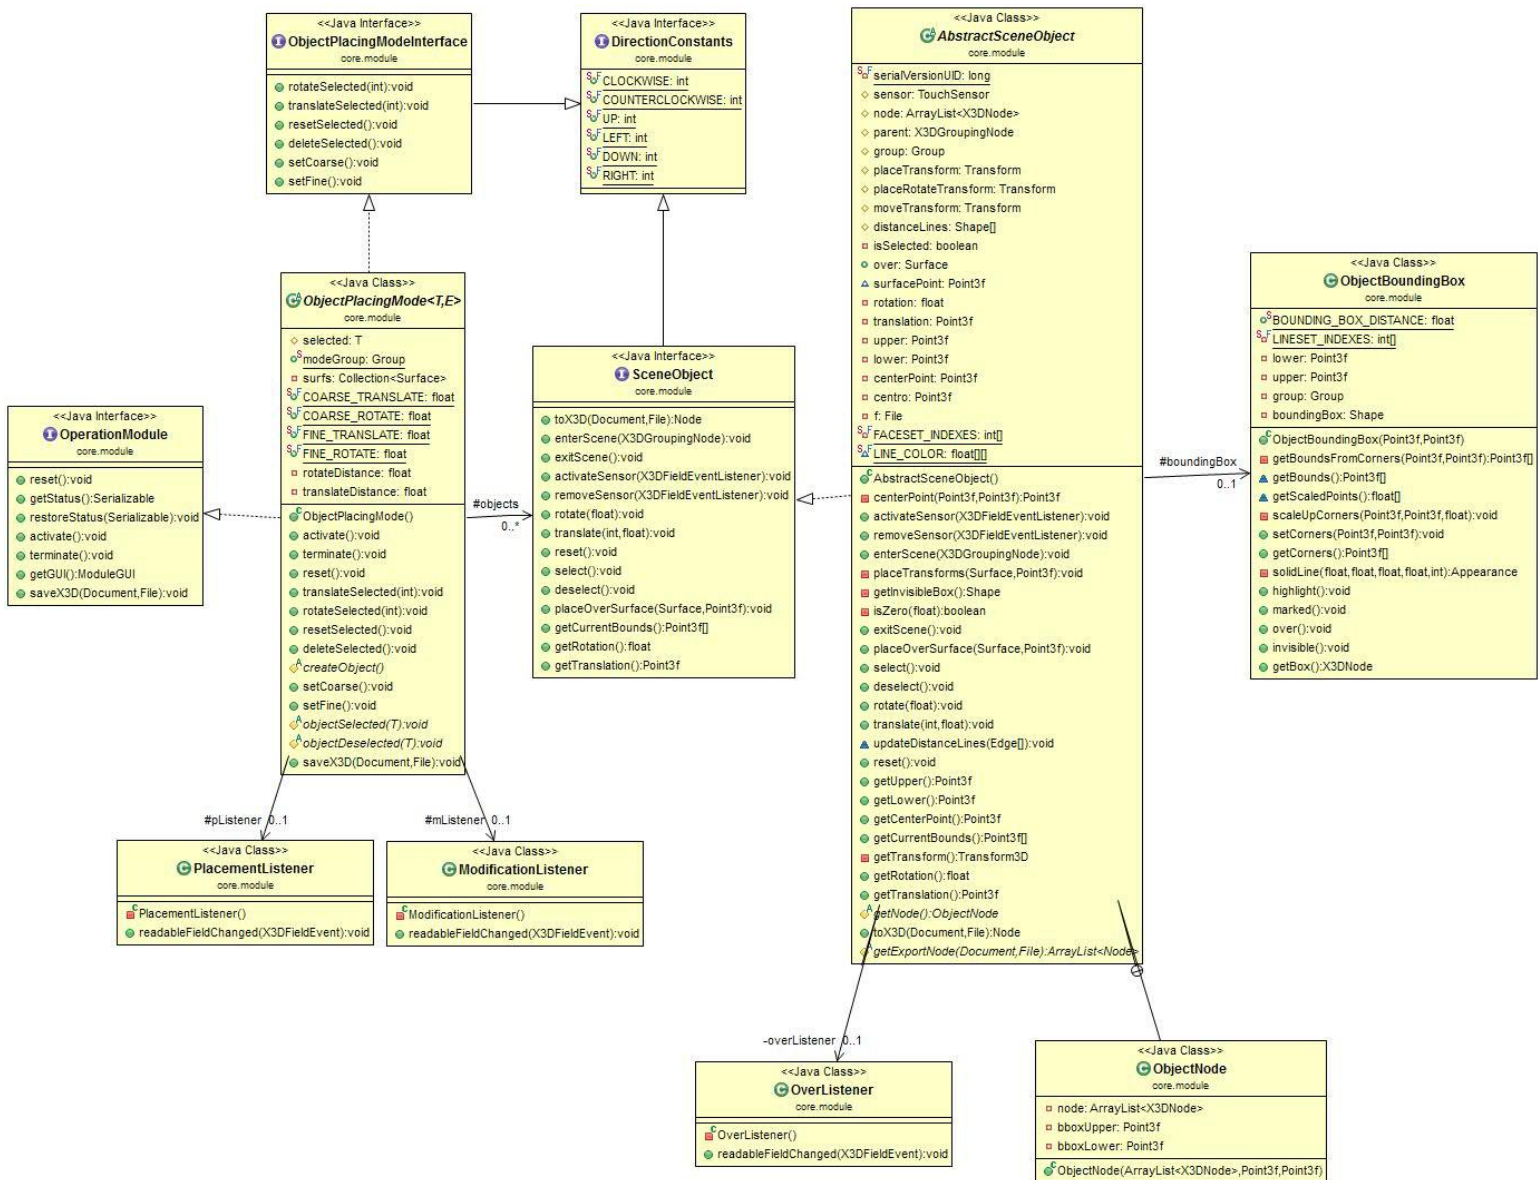 <<Java Interface>>
ObjectPlacingModeInterface
core.module
rotateSelected(int):void
translateSelected(int):void
resetSelected():void
deleteSelected():void
setCoarse():void
setFine():void
<<Java Interface>>
DirectionConstants
core.module
CLOCKWISE: int
COUNTERCLOCKWISE: int
UP: int
LEFT: int
DOWN: int
RIGHT: int
<<Java Class>>
AbstractSceneObject
core.module
serialVersionUID: long
sensor: TouchSensor
node: ArrayList<X3DNode>
parent: X3DGroupingNode
group: Group
placeTransform: Transform
placeRotateTransform: Transform
moveTransform: Transform
distanceLines: Shape[]
isSelected: boolean
over: Surface
surfacePoint: Point3f
rotation: float
translation: Point3f
upper: Point3f
lower: Point3f
centerPoint: Point3f
centro: Point3f
f: File
FACESET_INDEXES: int[]
LINE_COLOR: float[][]
AbstractSceneObject()
centerPoint(Point3f,Point3f):Point3f
activateSensor(X3DFieldEventListener):void
removeSensor(X3DFieldEventListener):void
enterScene(X3DGroupingNode):void
placeTransforms(Surface,Point3f):void
getInvisibleBox():Shape
isZero(float):boolean
exitScene():void
placeOverSurface(Surface,Point3f):void
select():void
deselect():void
rotate(float):void
translate(int,float):void
updateDistanceLines(Edge[]):void
reset():void
getUpper():Point3f
getLower():Point3f
getCenterPoint():Point3f
getCurrentBounds():Point3f[]
getTransform():Transform3D
getRotation():float
getTranslation():Point3f
getNode():ObjectNode
toX3D(Document,File):Node
getExportNode(Document,File):ArrayList<Node>
<<Java Class>>
ObjectBoundingBox
core.module
BOUNDING_BOX_DISTANCE: float
LINESET_INDEXES: int[]
lower: Point3f
upper: Point3f
group: Group
boundingBox: Shape
ObjectBoundingBox(Point3f,Point3f)
getBoundsFromCorners(Point3f,Point3f):Point3f[]
getBounds():Point3f[]
getScaledPoints():float[]
scaleUpCorners(Point3f,Point3f,float):void
setCorners(Point3f,Point3f):void
getCorners():Point3f[]
solidLine(float,float,float,float,int):Appearance
highlight():void
marked():void
over():void
invisible():void
getBox():X3DNode
#boundingBox
0..1
<<Java Class>>
ObjectPlacingMode<T,E>
core.module
selected: T
modeGroup: Group
surfs: Collection<Surface>
COARSE_TRANSLATE: float
COARSE_ROTATE: float
FINE_TRANSLATE: float
FINE_ROTATE: float
rotateDistance: float
translateDistance: float
ObjectPlacingMode()
activate():void
terminate():void
reset():void
translateSelected(int):void
rotateSelected(int):void
resetSelected():void
deleteSelected():void
createObject()
setCoarse():void
setFine():void
objectSelected(T):void
objectDeselected(T):void
saveX3D(Document,File):void
#objects
0..*
<<Java Interface>>
SceneObject
core.module
toX3D(Document,File):Node
enterScene(X3DGroupingNode):void
exitScene():void
activateSensor(X3DFieldEventListener):void
removeSensor(X3DFieldEventListener):void
rotate(float):void
translate(int,float):void
reset():void
select():void
deselect():void
placeOverSurface(Surface,Point3f):void
getCurrentBounds():Point3f[]
getRotation():float
getTranslation():Point3f
<<Java Interface>>
OperationModule
core.module
reset():void
getStatus():Serializable
restoreStatus(Serializable):void
activate():void
terminate():void
getGUI():ModuleGUI
saveX3D(Document,File):void
#pListener 0..1
#mListener 0..1
<<Java Class>>
PlacementListener
core.module
PlacementListener()
readableFieldChanged(X3DFieldEvent):void
<<Java Class>>
ModificationListener
core.module
ModificationListener()
readableFieldChanged(X3DFieldEvent):void
-overListener 0..1
<<Java Class>>
OverListener
core.module
OverListener()
readableFieldChanged(X3DFieldEvent):void
<<Java Class>>
ObjectNode
core.module
node: ArrayList<X3DNode>
bboxUpper: Point3f
bboxLower: Point3f
ObjectNode(ArrayList<X3DNode>,Point3f,Point3f)